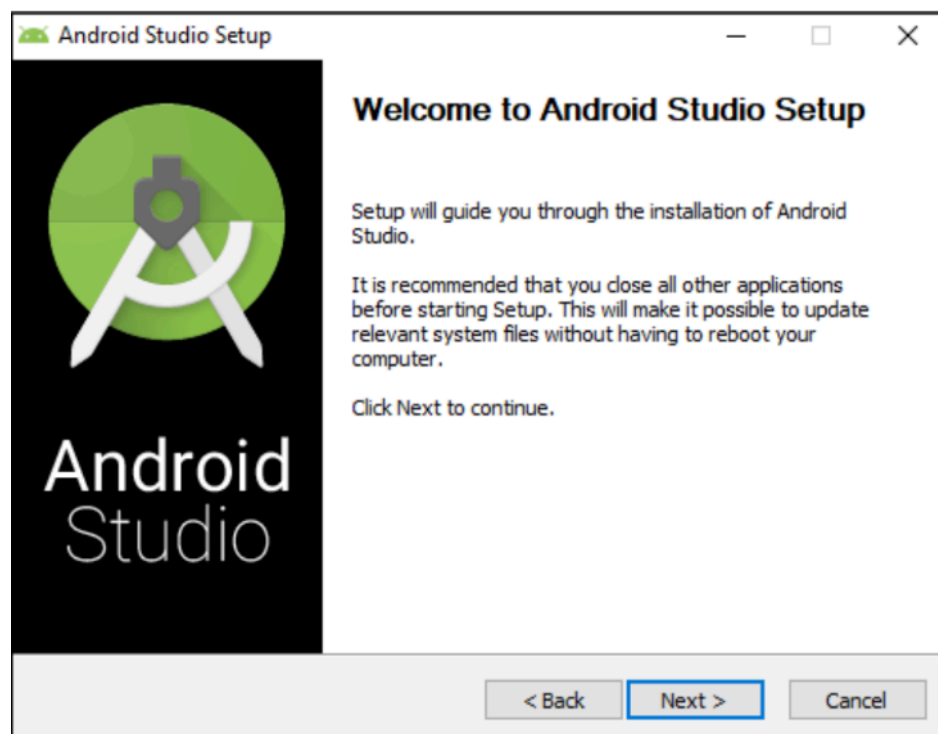 Android Studio Setup
Welcome to Android Studio Setup
Setup will guide you through the installation of Android
Studio.
It is recommended that you close all other applications
before starting Setup. This will make it possible to update
relevant system files without having to reboot your
computer.
Click Next to continue.
Android
Studio
< Back
Next >
Cancel